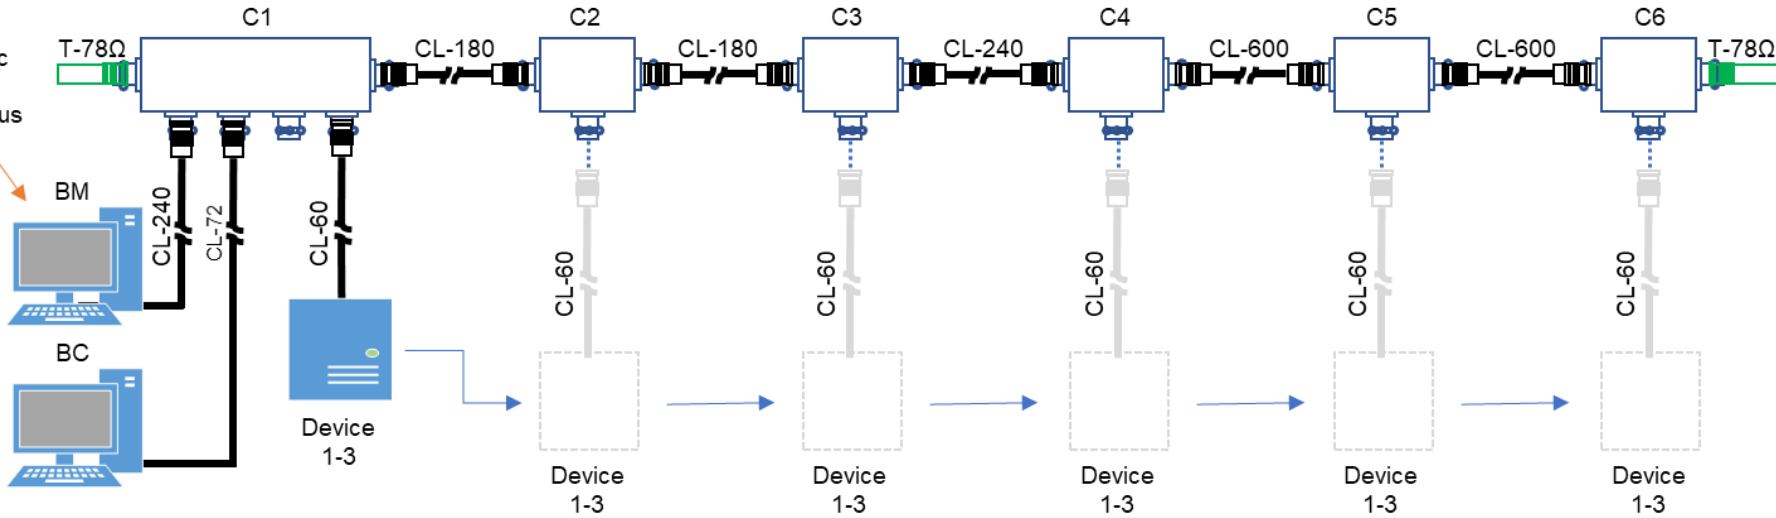 C1
C2
C3
C4
C5
C6
c
us
T-78Ω
CL-180
CL-180
CL-240
CL-600
CL-600
T-78Ω
BM
CL-240
CL-72
CL-60
CL-60
CL-60
CL-60
CL-60
CL-60
BC
Device
1-3
Device
1-3
Device
1-3
Device
1-3
Device
1-3
Device
1-3